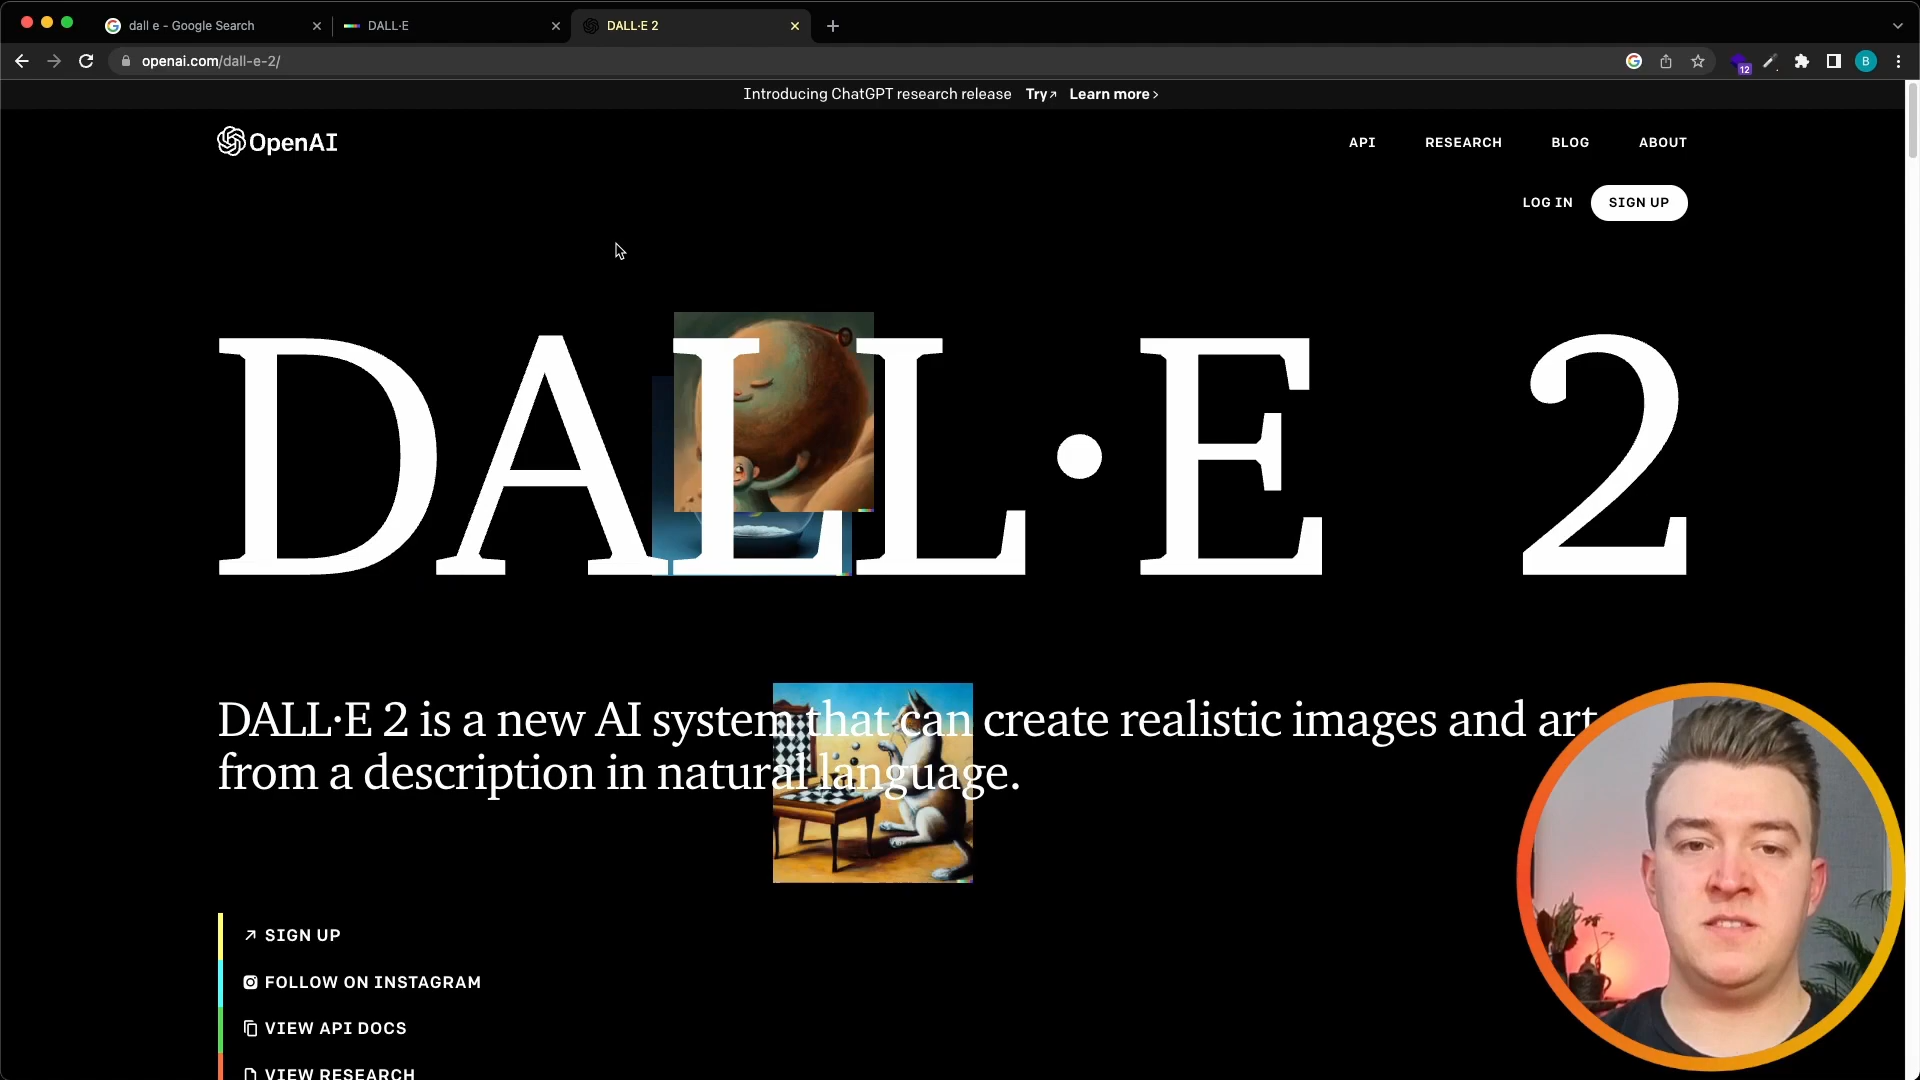 dall e - Google Search
DALL·E
DALL·E 2
openai.com/dall-e-2/
12
B
Introducing ChatGPT research release Try↗ Learn more ›
OpenAI
API RESEARCH BLOG ABOUT
LOG IN SIGN UP
DALL·E 2
DALL·E 2 is a new AI system that can create realistic images and art
from a description in natural language.
↗ SIGN UP
FOLLOW ON INSTAGRAM
VIEW API DOCS
VIEW RESEARCH